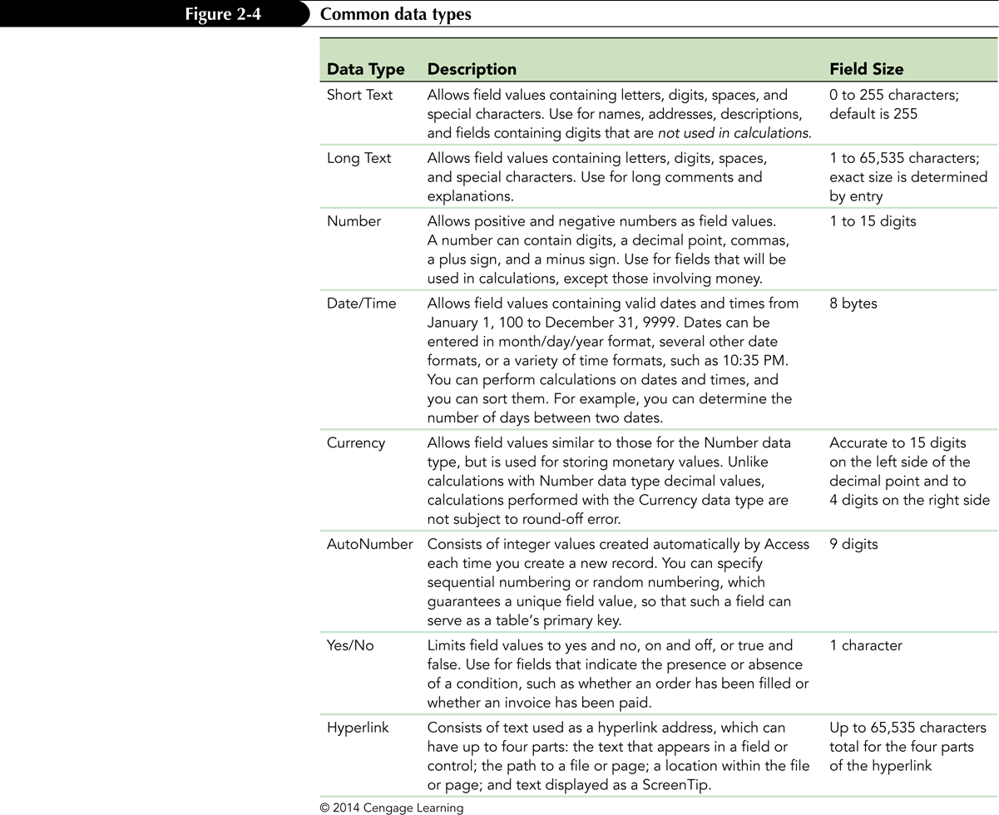 Figure 2-4 Common data types
Data Type Description Field Size
Short Text Allows field values containing letters, digits, spaces, and 0 to 255 characters;
special characters. Use for names, addresses, descriptions, default is 255
and fields containing digits that are not used in calculations.
Long Text Allows field values containing letters, digits, spaces, 1 to 65,535 characters;
and special characters. Use for long comments and exact size is determined
explanations. by entry
Number Allows positive and negative numbers as field values. 1 to 15 digits
A number can contain digits, a decimal point, commas,
a plus sign, and a minus sign. Use for fields that will be
used in calculations, except those involving money.
Date/Time Allows field values containing valid dates and times from 8 bytes
January 1, 100 to December 31, 9999. Dates can be
entered in month/day/year format, several other date
formats, or a variety of time formats, such as 10:35 PM.
You can perform calculations on dates and times, and
you can sort them. For example, you can determine the
number of days between two dates.
Currency Allows field values similar to those for the Number data Accurate to 15 digits
type, but is used for storing monetary values. Unlike on the left side of the
calculations with Number data type decimal values, decimal point and to
calculations performed with the Currency data type are 4 digits on the right side
not subject to round-off error.
AutoNumber Consists of integer values created automatically by Access 9 digits
each time you create a new record. You can specify
sequential numbering or random numbering, which
guarantees a unique field value, so that such a field can
serve as a table's primary key.
Yes/No Limits field values to yes and no, on and off, or true and 1 character
false. Use for fields that indicate the presence or absence
of a condition, such as whether an order has been filled or
whether an invoice has been paid.
Hyperlink Consists of text used as a hyperlink address, which can Up to 65,535 characters
have up to four parts: the text that appears in a field or total for the four parts
control; the path to a file or page; a location within the file of the hyperlink
or page; and text displayed as a ScreenTip.
© 2014 Cengage Learning